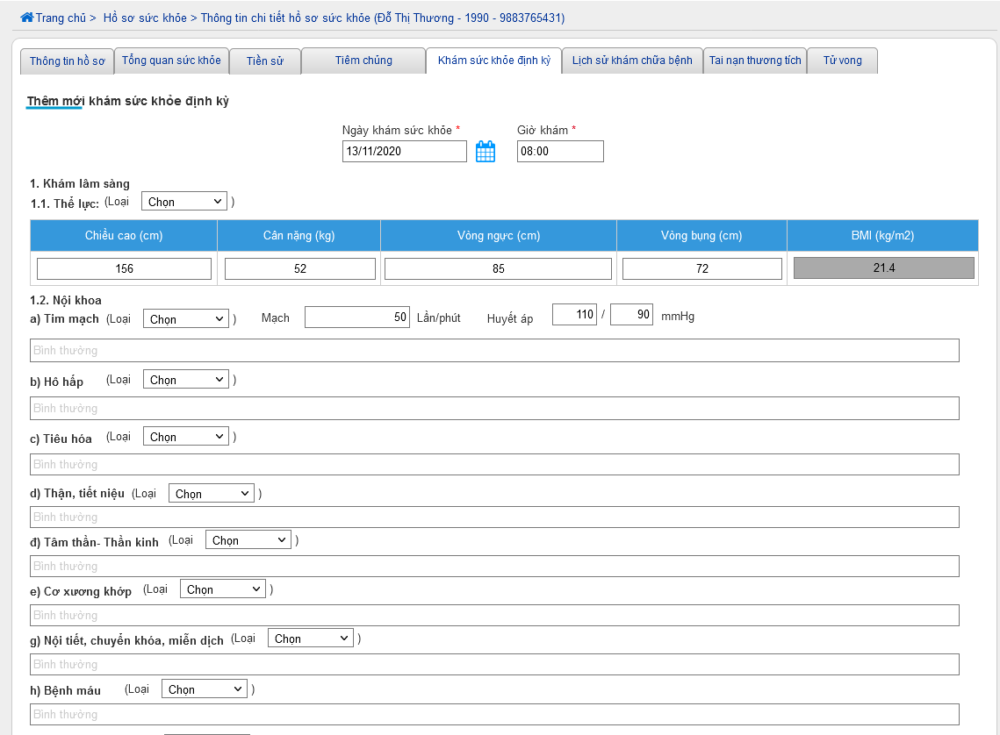 Trang chủ > Hồ sơ sức khỏe > Thông tin chi tiết hồ sơ sức khỏe (Đỗ Thị Thương - 1990 - 9883765431)
Thông tin hồ sơ Tổng quan sức khỏe Tiền sử Tiêm chủng Khám sức khỏe định kỳ Lịch sử khám chữa bệnh Tai nạn thương tích Tử vong
Thêm mới khám sức khỏe định kỳ
Ngày khám sức khỏe * Giờ khám *
13/11/2020 08:00
1. Khám lâm sàng
1.1. Thể lực: (Loại Chọn )
Chiều cao (cm) Cân nặng (kg) Vòng ngực (cm) Vòng bụng (cm) BMI (kg/m2)
156 52 85 72 21.4
1.2. Nội khoa
a) Tim mạch (Loại Chọn ) Mạch 50 Lần/phút Huyết áp 110 / 90 mmHg
Bình thường
b) Hô hấp (Loại Chọn )
Bình thường
c) Tiêu hóa (Loại Chọn )
Bình thường
d) Thận, tiết niệu (Loại Chọn )
Bình thường
đ) Tâm thần- Thần kinh (Loại Chọn )
Bình thường
e) Cơ xương khớp (Loại Chọn )
Bình thường
g) Nội tiết, chuyển khóa, miễn dịch (Loại Chọn )
Bình thường
h) Bệnh máu (Loại Chọn )
Bình thường